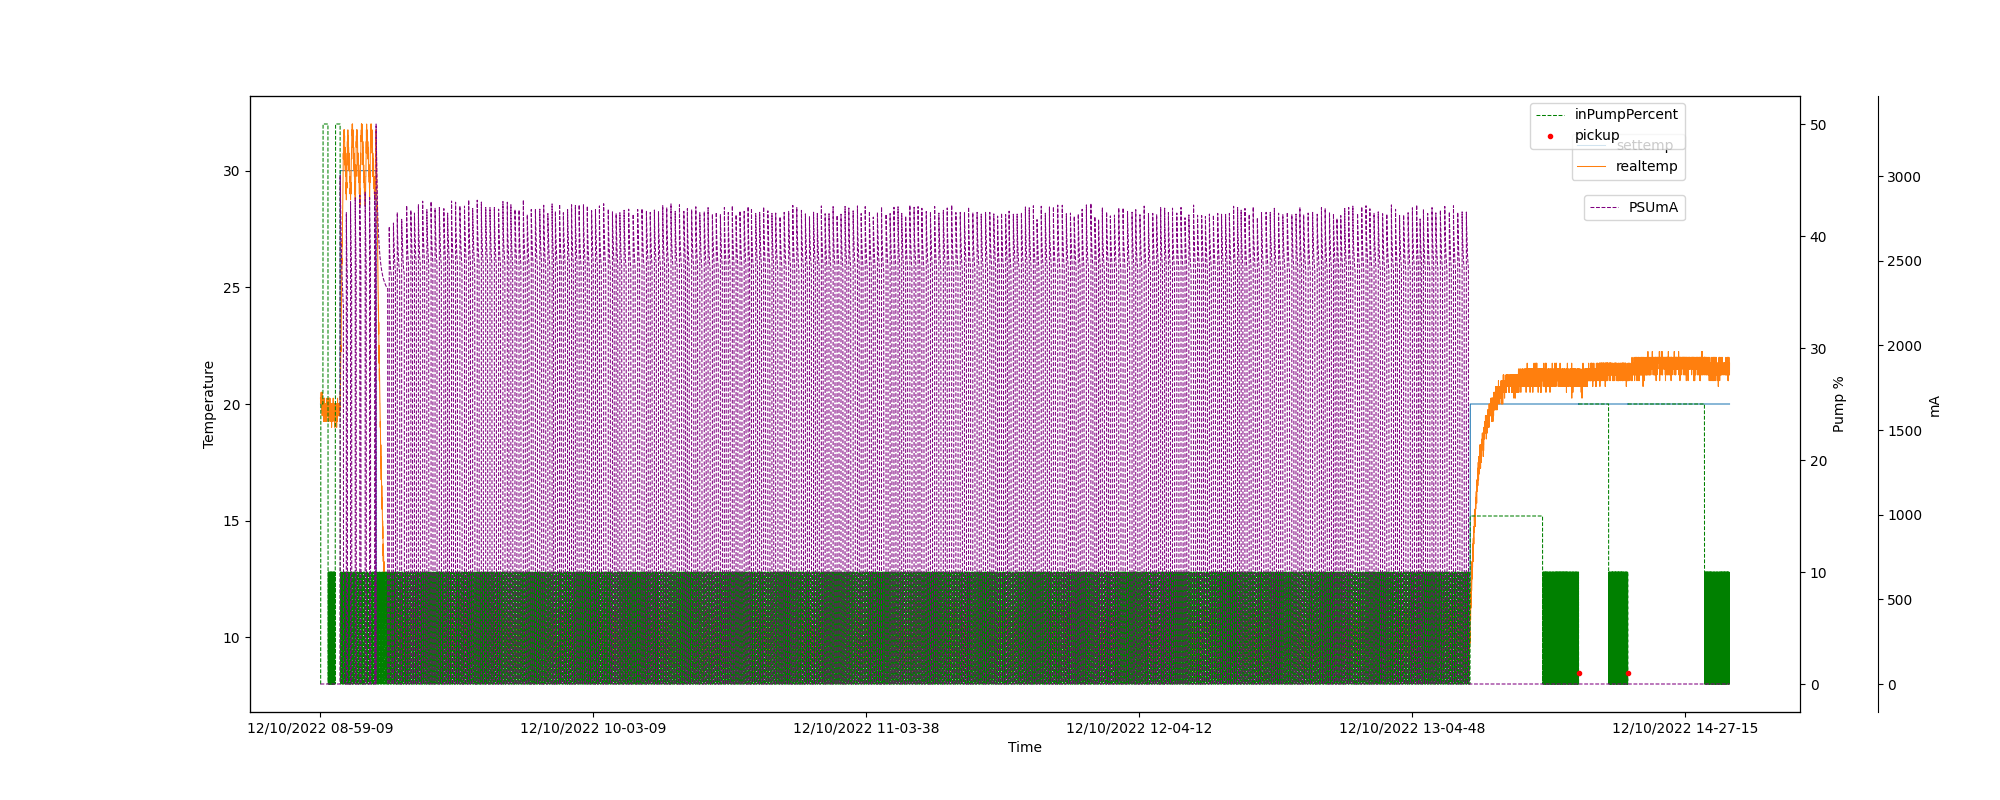 inPumpPercent
pickup
settemp
realtemp
PSUmA
30
25
20
15
10
Temperature
50
40
30
20
10
0
Pump %
3000
2500
2000
1500
1000
500
0
mA
12/10/2022 08-59-09
12/10/2022 10-03-09
12/10/2022 11-03-38
12/10/2022 12-04-12
12/10/2022 13-04-48
12/10/2022 14-27-15
Time